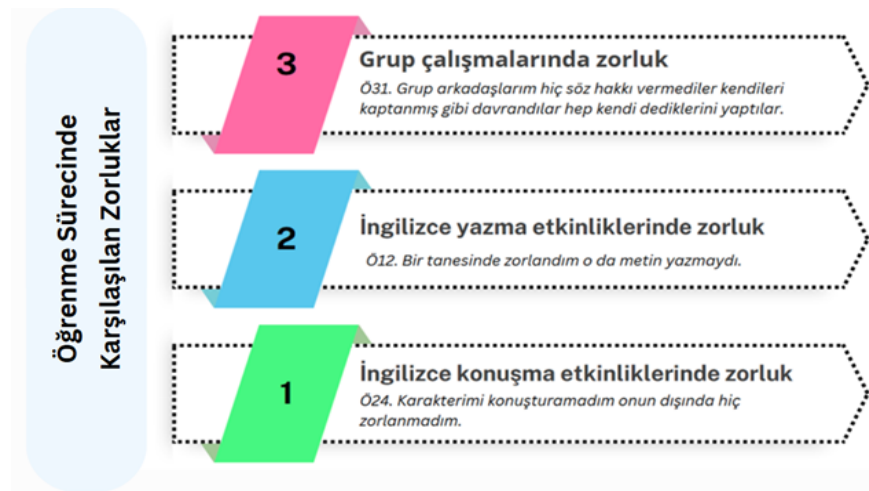 Öğrenme Sürecinde
Karşılaşılan Zorluklar
3
Grup çalışmalarında zorluk
Ö31. Grup arkadaşlarım hiç söz hakkı vermediler kendileri
kaptanmış gibi davrandılar hep kendi dediklerini yaptılar.
2
İngilizce yazma etkinliklerinde zorluk
Ö12. Bir tanesinde zorlandım o da metin yazmaydı.
1
İngilizce konuşma etkinliklerinde zorluk
Ö24. Karakterimi konuşturamadım onun dışında hiç
zorlanmadım.